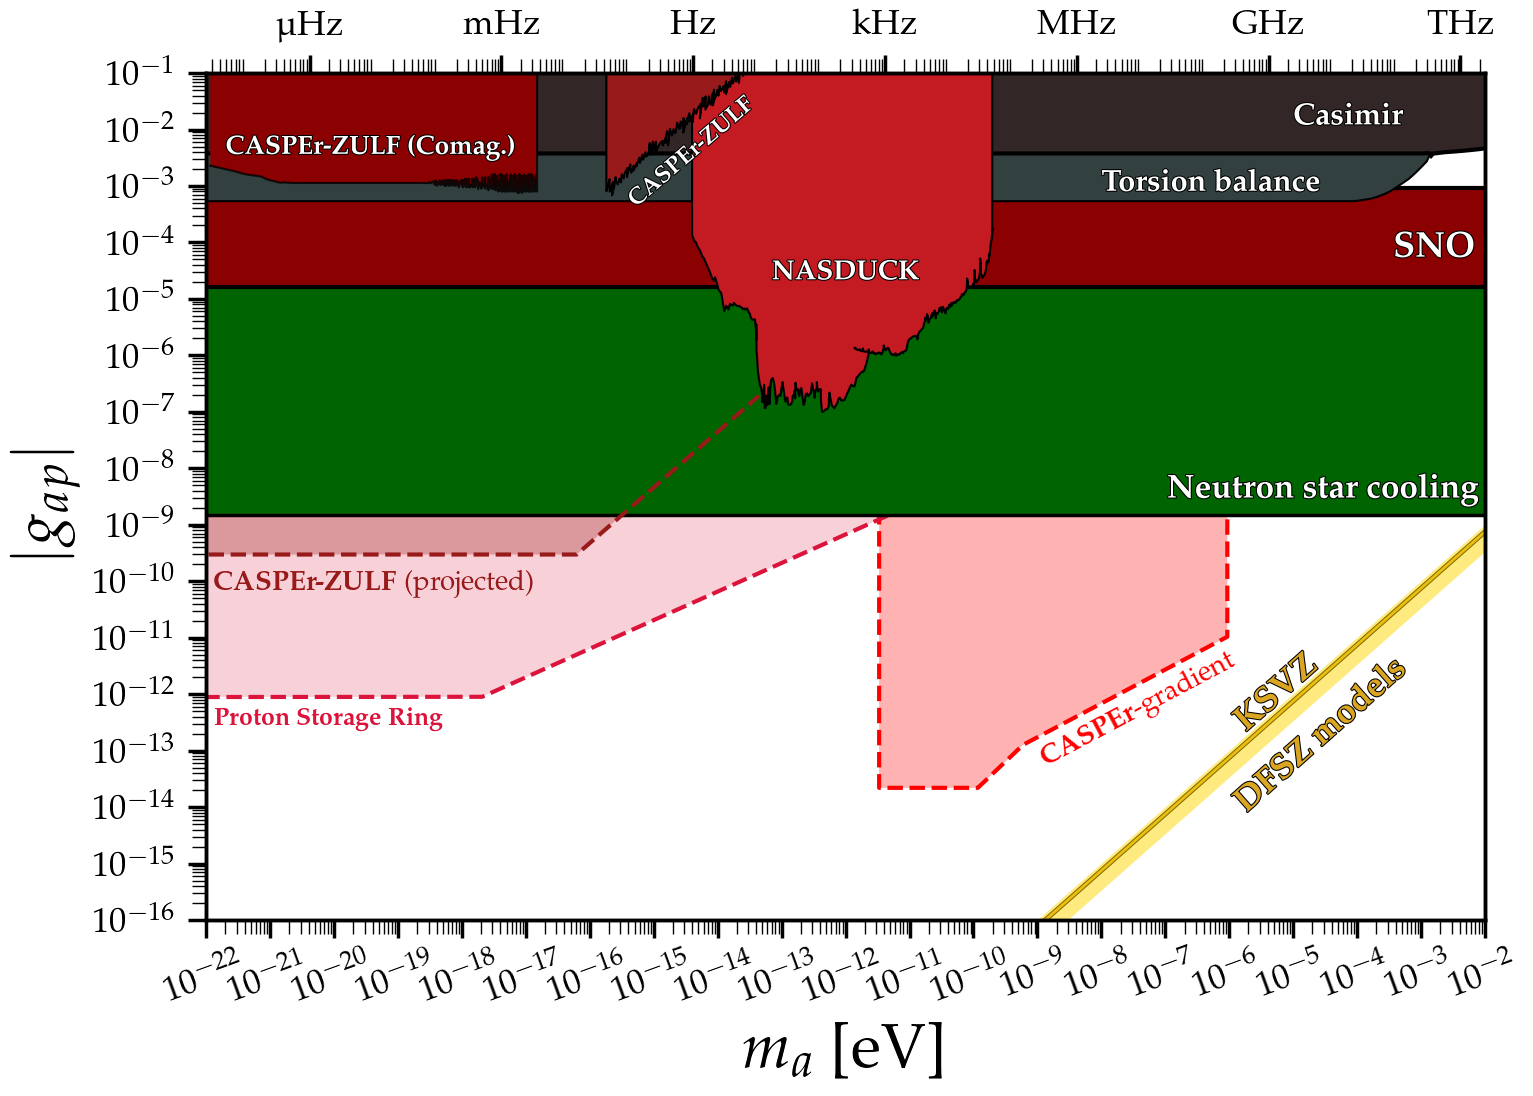 μHz mHz Hz kHz MHz GHz THz
10⁻¹
10⁻²
10⁻³
10⁻⁴
10⁻⁵
10⁻⁶
10⁻⁷
10⁻⁸
10⁻⁹
10⁻¹⁰
10⁻¹¹
10⁻¹²
10⁻¹³
10⁻¹⁴
10⁻¹⁵
10⁻¹⁶
|g_{ap}|
CASPEr-ZULF (Comag.)
CASPEr-ZULF
Casimir
Torsion balance
SNO
NASDUCK
Neutron star cooling
CASPEr-ZULF (projected)
Proton Storage Ring
CASPEr-gradient
KSVZ
DFSZ models
10⁻²² 10⁻²¹ 10⁻²⁰ 10⁻¹⁹ 10⁻¹⁸ 10⁻¹⁷ 10⁻¹⁶ 10⁻¹⁵ 10⁻¹⁴ 10⁻¹³ 10⁻¹² 10⁻¹¹ 10⁻¹⁰ 10⁻⁹ 10⁻⁸ 10⁻⁷ 10⁻⁶ 10⁻⁵ 10⁻⁴ 10⁻³ 10⁻²
m_a [eV]